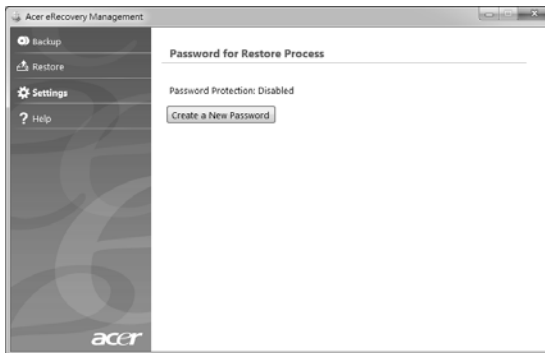 Acer eRecovery Management
Backup
Restore
Settings
? Help
Password for Restore Process
Password Protection: Disabled
Create a New Password
acer